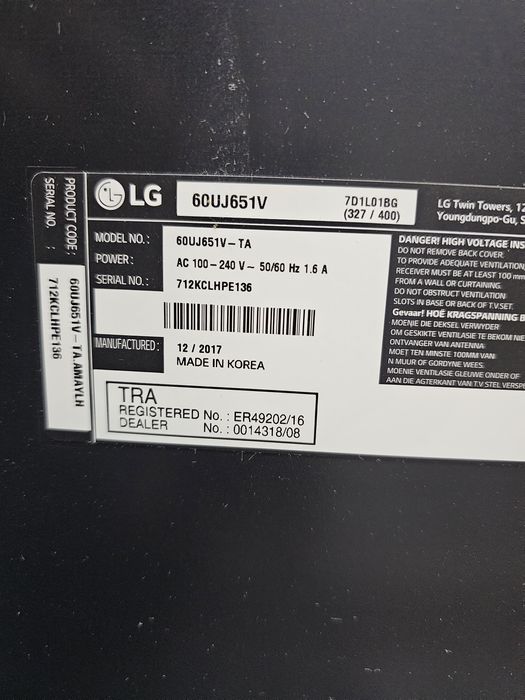 PRODUCT CODE: 60UJ651V-TA.AMAYLH
SERIAL NO. : 712KCLHPE136
LG
60UJ651V
7D1L01BG
(327 / 400)
LG Twin Towers, 12
Youngdungpo-Gu, S
MODEL NO.: 60UJ651V-TA
POWER: AC 100-240 V~ 50/60 Hz 1.6 A
SERIAL NO.: 712KCLHPE136
MANUFACTURED: 12 / 2017
MADE IN KOREA
TRA
REGISTERED No. : ER49202/16
DEALER No. : 0014318/08
DANGER! HIGH VOLTAGE INS
DO NOT REMOVE BACK COVER.
TO PROVIDE ADEQUATE VENTILATION,
RECEIVER MUST BE AT LEAST 100 mm
FROM A WALL OR CURTAINING.
DO NOT OBSTRUCT VENTILATION
SLOTS IN BASE OR BACK OF T.V.SET.
Gevaar! HOË KRAGSPANNING B
MOENIE DIE DEKSEL VERWYDER
OM GESKIKTE VENTILASIE TE BEKOM
ONTVANGER VAN ANTENNA
MOET TEN MINSTE 100MM VAN
N MUUR OF GORDYNE WEES.
MOENIE VENTILASIE GLEUWE ONDER OF
AAN DIE AGTERKANT VAN T.V STEL VERSP